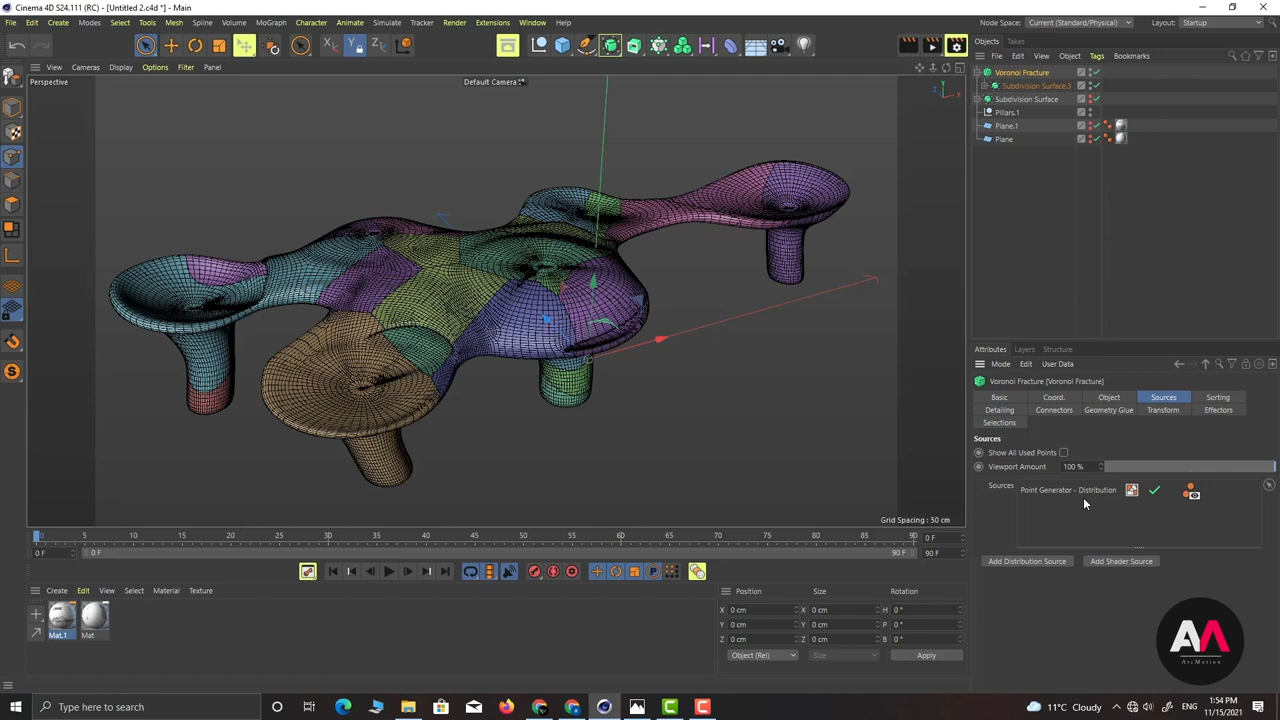 Cinema 4D S24.111 (RC) - [Untitled 2.c4d *] - Main
File Edit Create Modes Select Tools Mesh Spline Volume MoGraph Character Animate Simulate Tracker Render Extensions Window Help
Node Space: Current (Standard/Physical) Layout: Startup
Objects Takes
File Edit View Object Tags Bookmarks
View Cameras Display Options Filter Panel
Perspective
Default Camera
Y
Z
X
Voronoi Fracture
Subdivision Surface.3
Subdivision Surface
Pillars.1
Plane.1
Plane
Attributes Layers Structure
Mode Edit User Data
Voronoi Fracture [Voronoi Fracture]
Basic Coord. Object Sources Sorting
Detailing Connectors Geometry Glue Transform Effectors
Selections
Sources
Show All Used Points
Viewport Amount 100 %
Sources Point Generator - Distribution
Add Distribution Source Add Shader Source
Grid Spacing : 50 cm
0 5 10 15 20 25 30 35 40 45 50 55 60 65 70 75 80 85 90 0 F
0 F 0 F 90 F 90 F
Create Edit View Select Material Texture
Mat.1 Mat
Position Size Rotation
X 0 cm X 0 cm H 0 °
Y 0 cm Y 0 cm P 0 °
Z 0 cm Z 0 cm B 0 °
Object (Rel) Size Apply
ArcMotion
Type here to search
11°C Cloudy
1:54 PM
11/15/2021